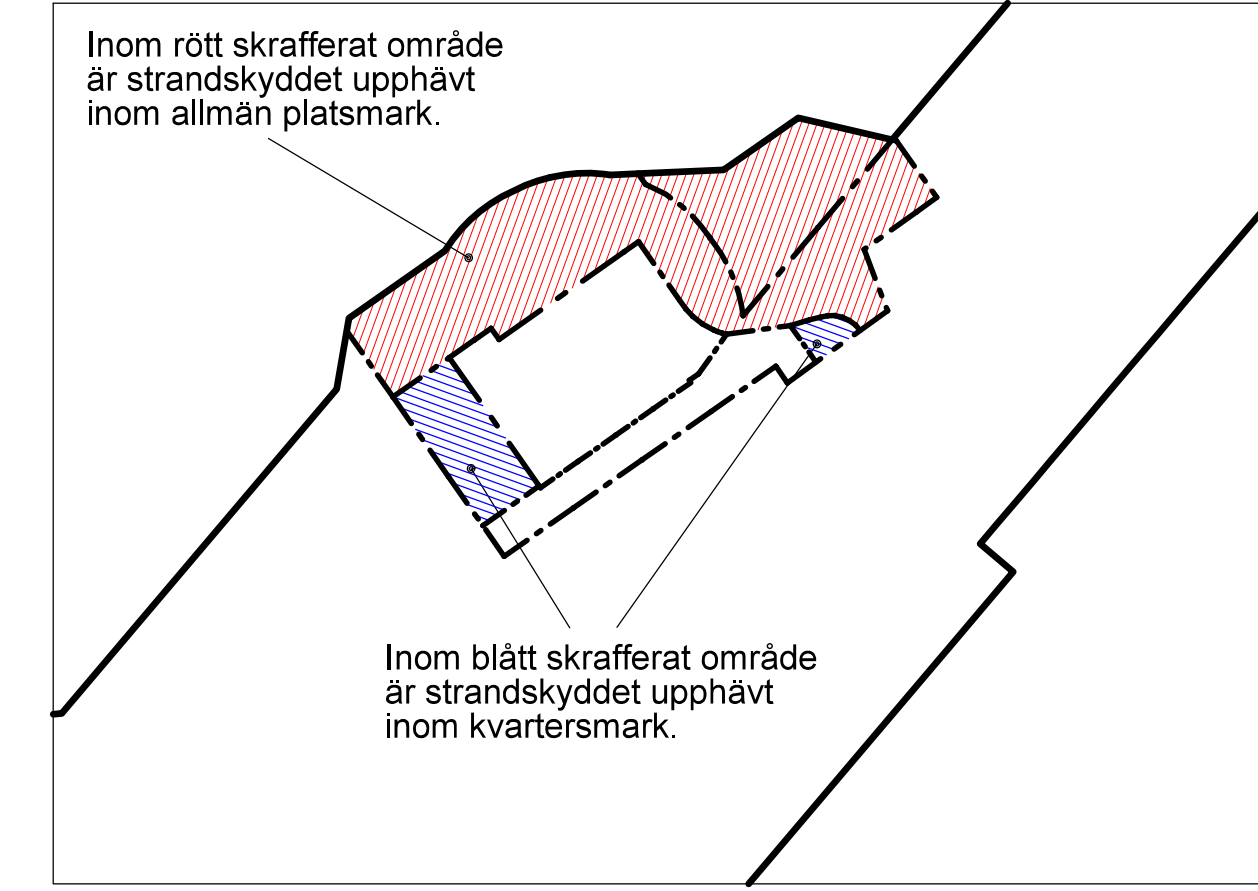 Inom rött skrafferat område
är strandskyddet upphävt
inom allmän platsmark.
Inom blått skrafferat område
är strandskyddet upphävt
inom kvartersmark.